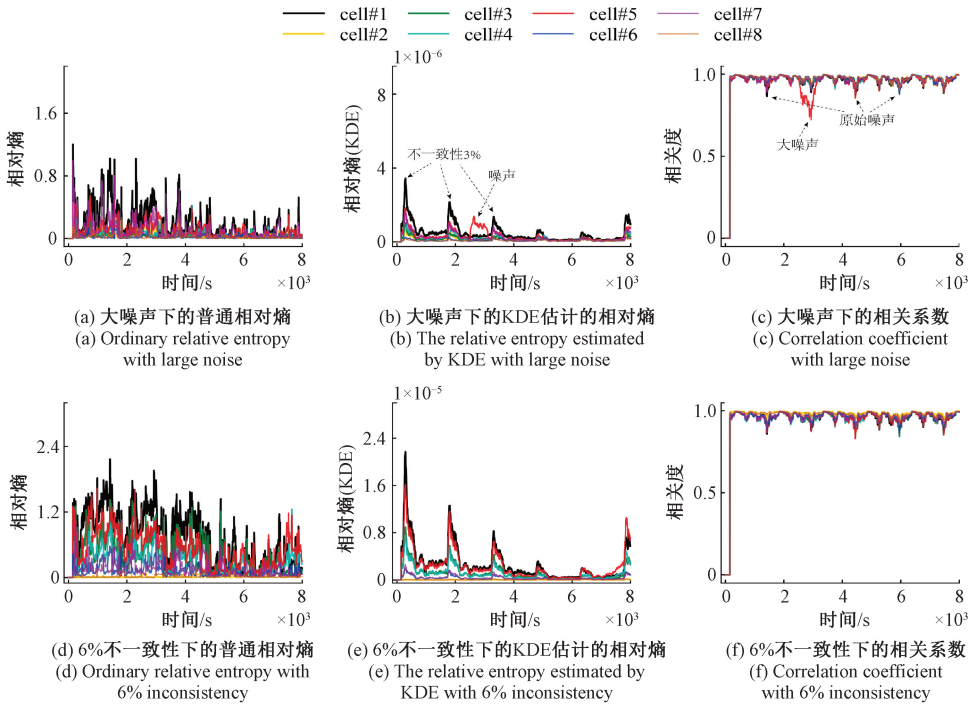 cell#1 cell#3 cell#5 cell#7
cell#2 cell#4 cell#6 cell#8
相对熵
1.6
0.8
0
0 2 4 6 8
时间/s ×10³
(a) 大噪声下的普通相对熵
(a) Ordinary relative entropy
with large noise
1×10⁻⁶
相对熵(KDE)
8
4
0
不一致性3%
噪声
0 2 4 6 8
时间/s ×10³
(b) 大噪声下的KDE估计的相对熵
(b) The relative entropy estimated
by KDE with large noise
相关度
1.0
0.5
0
原始噪声
大噪声
0 2 4 6 8
时间/s ×10³
(c) 大噪声下的相关系数
(c) Correlation coefficient
with large noise
相对熵
2.4
1.2
0
0 2 4 6 8
时间/s ×10³
(d) 6%不一致性下的普通相对熵
(d) Ordinary relative entropy with
6% inconsistency
1×10⁻⁵
相对熵(KDE)
2.4
1.6
0.8
0
0 2 4 6 8
时间/s ×10³
(e) 6%不一致性下的KDE估计的相对熵
(e) The relative entropy estimated by
KDE with 6% inconsistency
相关度
1.0
0.5
0
0 2 4 6 8
时间/s ×10³
(f) 6%不一致性下的相关系数
(f) Correlation coefficient
with 6% inconsistency